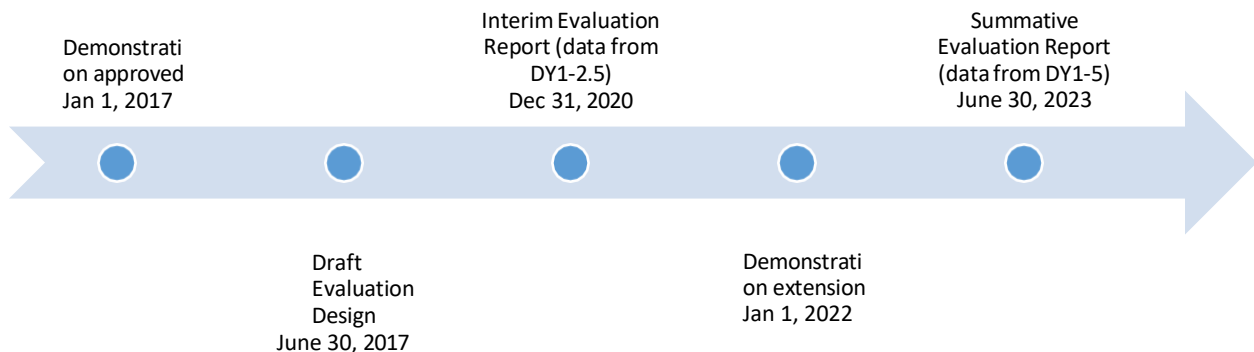 Demonstrati
on approved
Jan 1, 2017
Interim Evaluation
Report (data from
DY1-2.5)
Dec 31, 2020
Summative
Evaluation Report
(data from DY1-5)
June 30, 2023
Draft
Evaluation
Design
June 30, 2017
Demonstrati
on extension
Jan 1, 2022